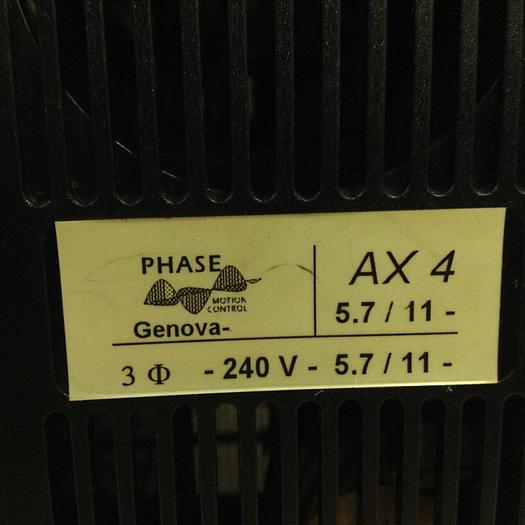 PHASE
MOTION
CONTROL
Genova-
AX 4
5.7 / 11 -
3 Φ - 240 V - 5.7 / 11 -